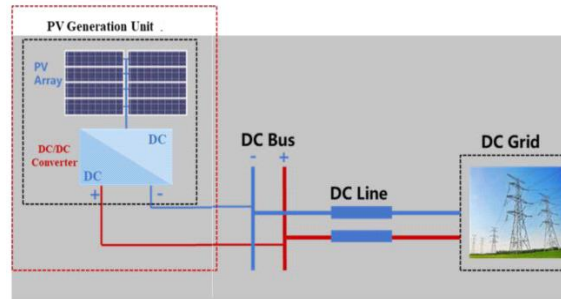 PV Generation Unit .
PV
Array
DC/DC
Converter
DC
DC
+
-
DC Bus
-
+
DC Line
DC Grid